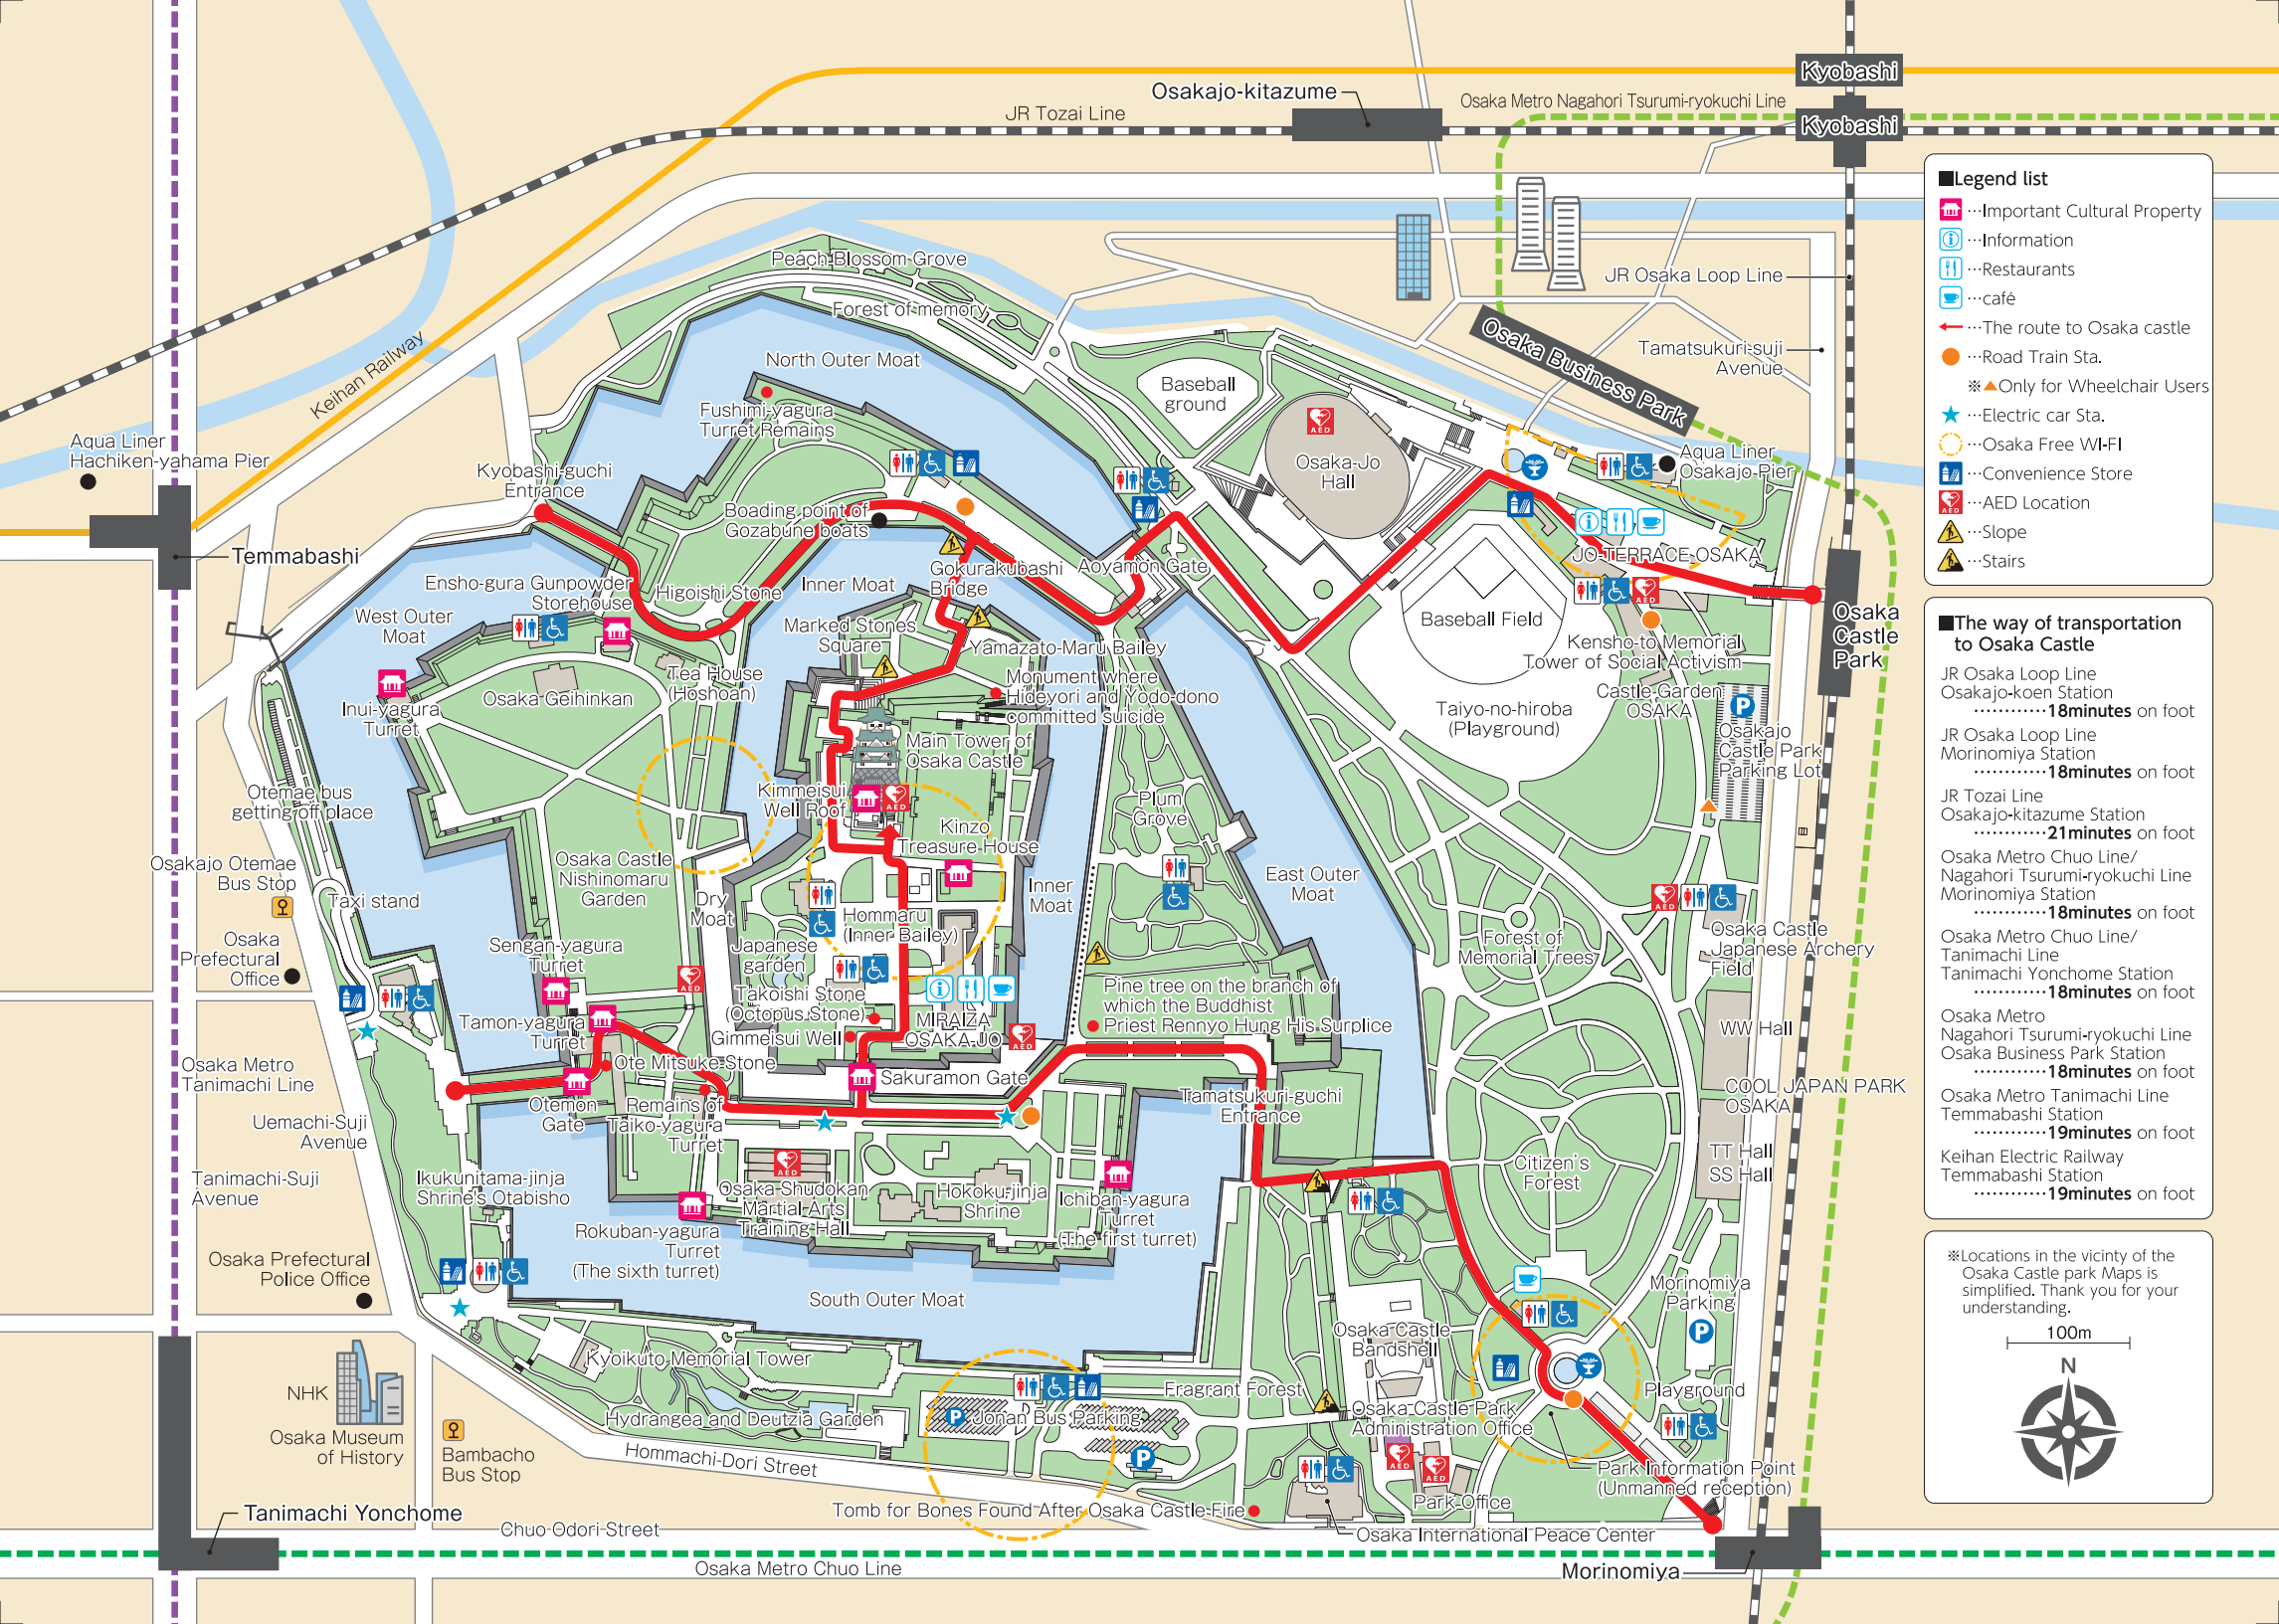 Kyobashi
Osakajo-kitazume
JR Tozai Line
Osaka Metro Nagahori Tsurumi-ryokuchi Line
Kyobashi
Peach Blossom Grove
Forest of memory
JR Osaka Loop Line
North Outer Moat
Osaka Business Park
Tamatsukuri-suji
Avenue
Keihan Railway
Baseball
ground
Fushimi-yagura
Turret Remains
AED
Aqua Liner
Hachiken-yahama Pier
Kyobashi-guchi
Entrance
Osaka-Jo
Hall
Aqua Liner
Osakajo Pier
Boading point of
Gozabune boats
Temmabashi
JO-TERRACE OSAKA
Ensho-gura Gunpowder
Storehouse
Higoishi Stone
Inner Moat
Gokurakubashi
Bridge
Aoyamon Gate
AED
West Outer
Moat
Marked Stones
Square
Yamazato-Maru Bailey
Baseball Field
Osaka
Castle
Park
Kensho-to Memorial
Tower of Social Activism
Inui-yagura
Turret
Osaka Geihinkan
Tea House
(Hoshoan)
Monument where
Hideyori and Yodo-dono
committed suicide
Castle Garden
OSAKA
P
Taiyo-no-hiroba
(Playground)
Main Tower of
Osaka Castle
Osakajo
Castle Park
Parking Lot
Otemae bus
getting off place
Kimmeisui
Well Roof
AED
Plum
Grove
Kinzo
Treasure House
Osakajo Otemae
Bus Stop
Taxi stand
Osaka Castle
Nishinomaru
Garden
Dry
Moat
Inner
Moat
East Outer
Moat
AED
Hommaru
(Inner Bailey)
Osaka
Prefectural
Office
Sengan-yagura
Turret
Japanese
garden
Forest of
Memorial Trees
Osaka Castle
Japanese Archery
Field
AED
Takoishi Stone
(Octopus Stone)
Pine tree on the branch of
which the Buddhist
Priest Rennyo Hung His Surplice
Tamon-yagura
Turret
Gimmeisui Well
MIRAIZA
OSAKA-JO
AED
WW Hall
Osaka Metro
Tanimachi Line
Ote Mitsuke Stone
Sakuramon Gate
COOL JAPAN PARK
OSAKA
Otemon
Gate
Remains of
Taiko-yagura
Turret
Tamatsukuri-guchi
Entrance
Uemachi-Suji
Avenue
TT Hall
SS Hall
AED
Tanimachi-Suji
Avenue
Ikukunitama-jinja
Shrine's Otabisho
Osaka Shudokan
Martial Arts
Training Hall
Hokoku-jinja
Shrine
Ichiban-yagura
Turret
(The first turret)
Citizen's
Forest
Rokuban-yagura
Turret
(The sixth turret)
Osaka Prefectural
Police Office
South Outer Moat
Morinomiya
Parking
P
Osaka Castle
Bandshell
Kyoikuto Memorial Tower
NHK
Fragrant Forest
Playground
Hydrangea and Deutzia Garden
P
Jonan Bus Parking
P
Osaka Castle Park
Administration Office
Osaka Museum
of History
Bambacho
Bus Stop
Hommachi-Dori Street
AED
AED
Park Information Point
(Unmanned reception)
Park Office
Tomb for Bones Found After Osaka Castle Fire
Osaka International Peace Center
Tanimachi Yonchome
Chuo Odori Street
Osaka Metro Chuo Line
Morinomiya
■Legend list
…Important Cultural Property
…Information
…Restaurants
…café
…The route to Osaka castle
…Road Train Sta.
※▲Only for Wheelchair Users
…Electric car Sta.
…Osaka Free WI-FI
…Convenience Store
AED …AED Location
…Slope
…Stairs
■The way of transportation
to Osaka Castle
JR Osaka Loop Line
Osakajo-koen Station
…………18minutes on foot
JR Osaka Loop Line
Morinomiya Station
…………18minutes on foot
JR Tozai Line
Osakajo-kitazume Station
…………21minutes on foot
Osaka Metro Chuo Line/
Nagahori Tsurumi-ryokuchi Line
Morinomiya Station
…………18minutes on foot
Osaka Metro Chuo Line/
Tanimachi Line
Tanimachi Yonchome Station
…………18minutes on foot
Osaka Metro
Nagahori Tsurumi-ryokuchi Line
Osaka Business Park Station
…………18minutes on foot
Osaka Metro Tanimachi Line
Temmabashi Station
…………19minutes on foot
Keihan Electric Railway
Temmabashi Station
…………19minutes on foot
※Locations in the vicinty of the
Osaka Castle park Maps is
simplified. Thank you for your
understanding.
100m
N